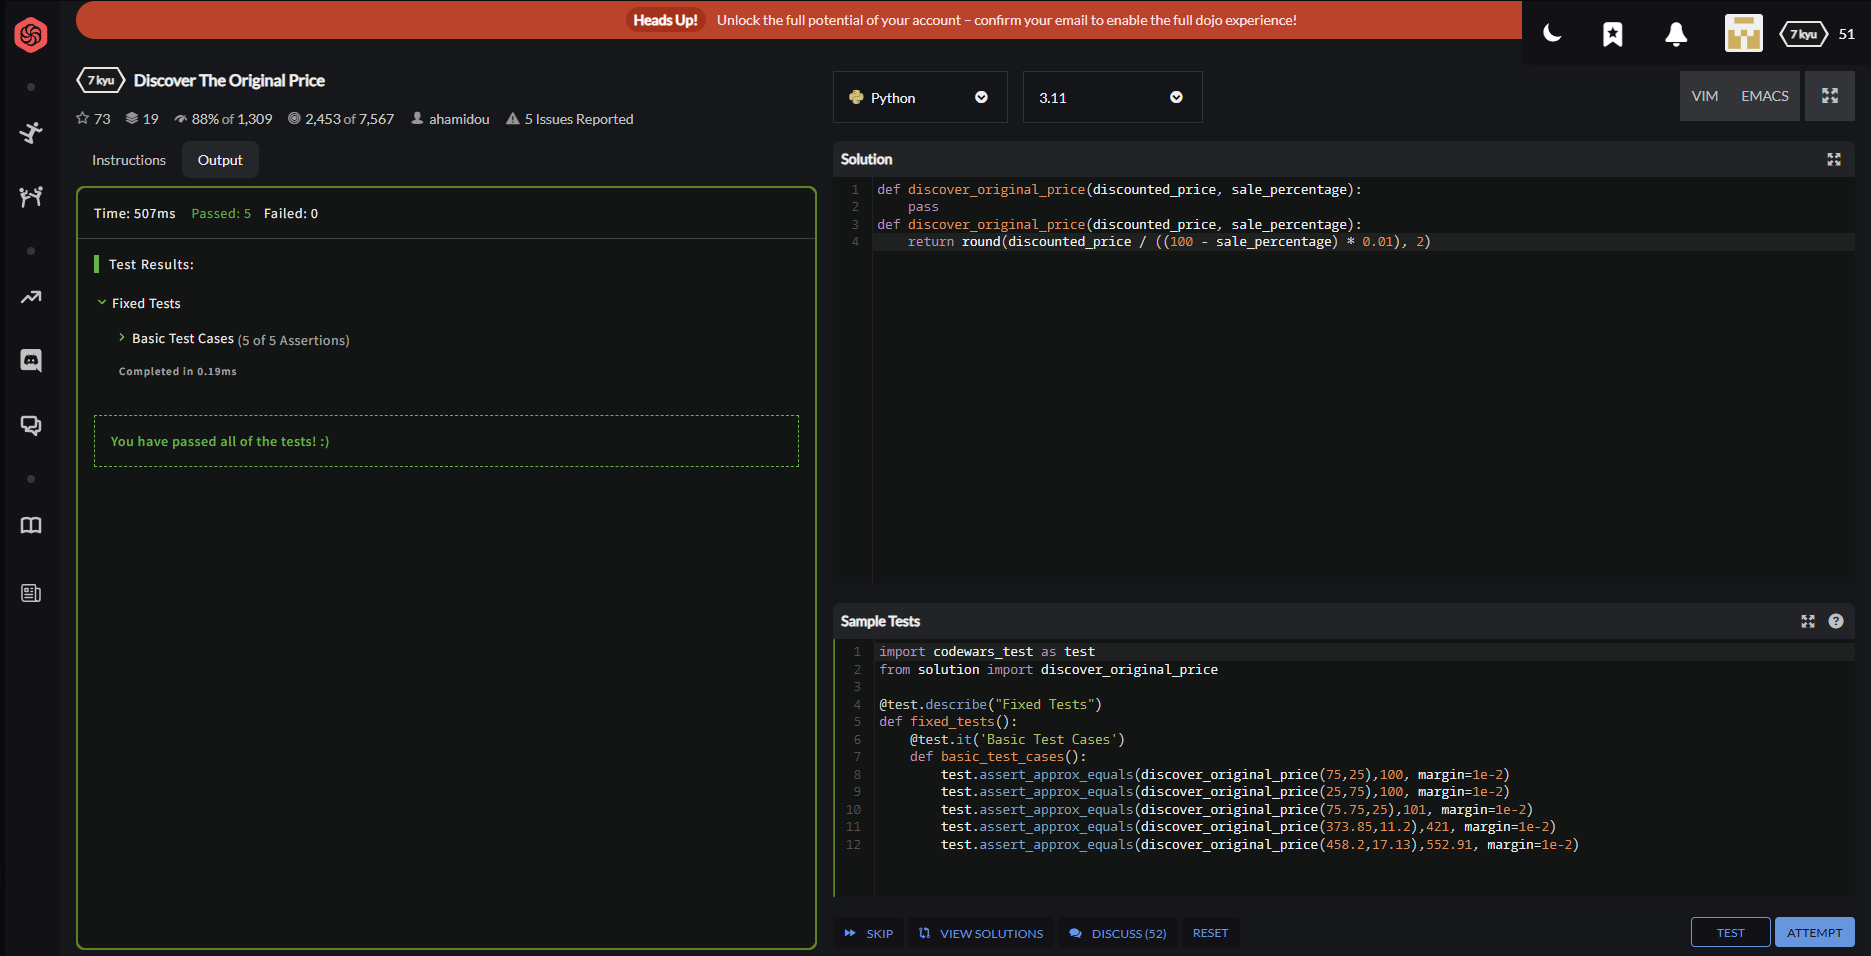 Heads Up! Unlock the full potential of your account – confirm your email to enable the full dojo experience!
7 kyu 51
7 kyu Discover The Original Price
73 19 88% of 1,309 2,453 of 7,567 ahamidou 5 Issues Reported
Instructions Output
Time: 507ms Passed: 5 Failed: 0
Test Results:
Fixed Tests
Basic Test Cases (5 of 5 Assertions)
Completed in 0.19ms
You have passed all of the tests! :)
Python 3.11 VIM EMACS
Solution
1 def discover_original_price(discounted_price, sale_percentage):
2     pass
3 def discover_original_price(discounted_price, sale_percentage):
4     return round(discounted_price / ((100 - sale_percentage) * 0.01), 2)
Sample Tests
1 import codewars_test as test
2 from solution import discover_original_price
3
4 @test.describe("Fixed Tests")
5 def fixed_tests():
6     @test.it('Basic Test Cases')
7     def basic_test_cases():
8         test.assert_approx_equals(discover_original_price(75,25),100, margin=1e-2)
9         test.assert_approx_equals(discover_original_price(25,75),100, margin=1e-2)
10         test.assert_approx_equals(discover_original_price(75.75,25),101, margin=1e-2)
11         test.assert_approx_equals(discover_original_price(373.85,11.2),421, margin=1e-2)
12         test.assert_approx_equals(discover_original_price(458.2,17.13),552.91, margin=1e-2)
SKIP VIEW SOLUTIONS DISCUSS (52) RESET TEST ATTEMPT